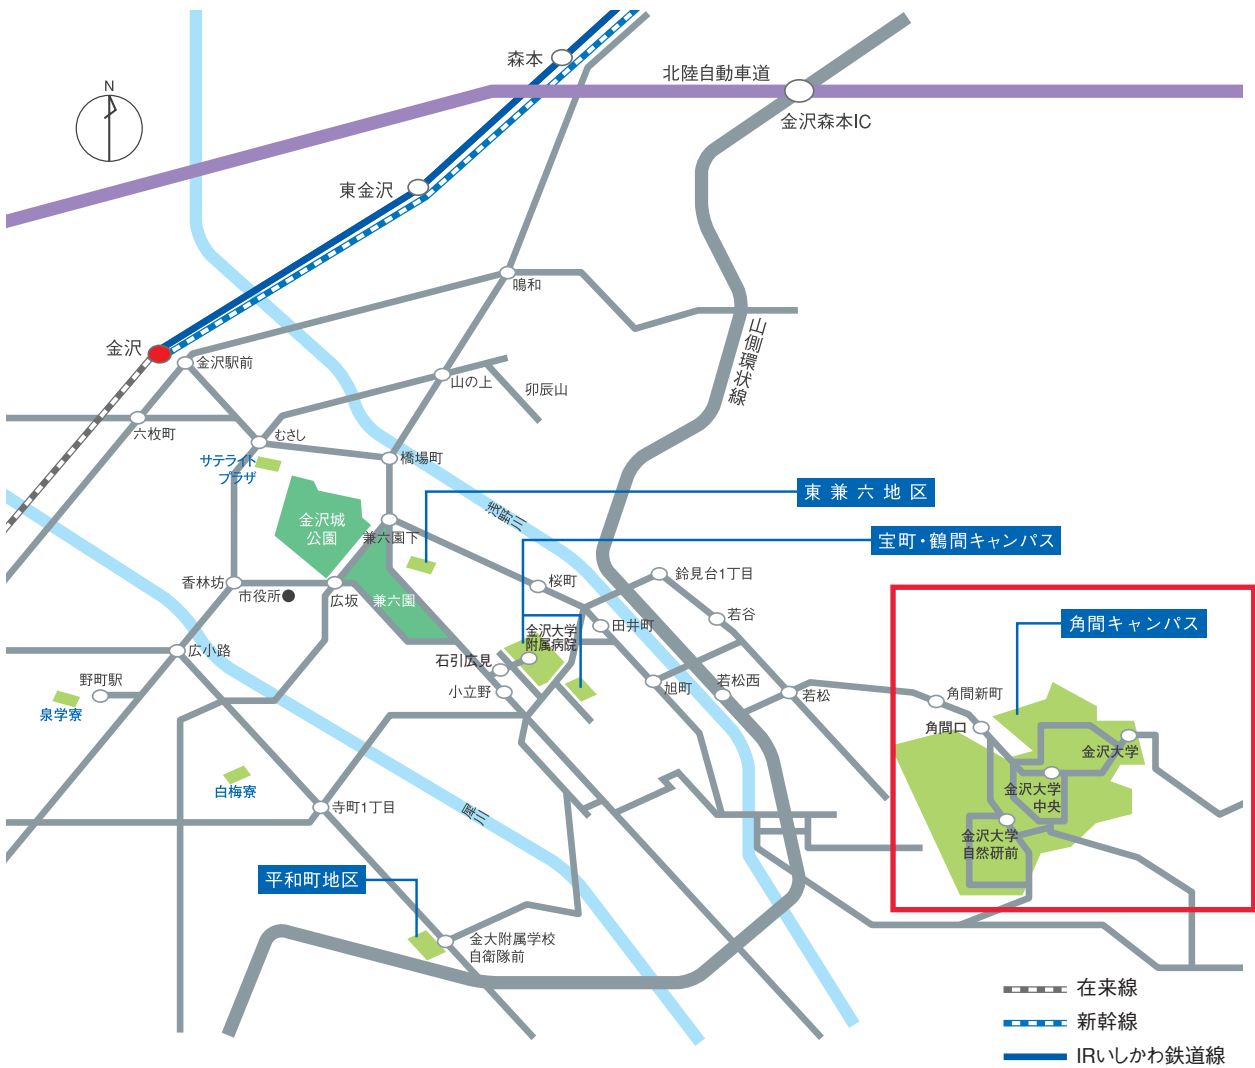 森本
北陸自動車道
N
金沢森本IC
東金沢
鳴和
山側環状線
金沢
金沢駅前
山の上
卯辰山
六枚町
むさし
橋場町
サテライト
プラザ
東兼六地区
浅野川
金沢城
公園
兼六園下
宝町・鶴間キャンパス
香林坊
市役所
広坂
兼六園
桜町
鈴見台1丁目
若谷
角間キャンパス
金沢大学
附属病院
田井町
広小路
石引広見
小立野
旭町
若松西
若松
野町駅
泉学寮
角間新町
角間口
金沢大学
白梅寮
寺町1丁目
犀川
金沢大学
中央
金沢大学
自然研前
平和町地区
金大附属学校
自衛隊前
在来線
新幹線
IRいしかわ鉄道線